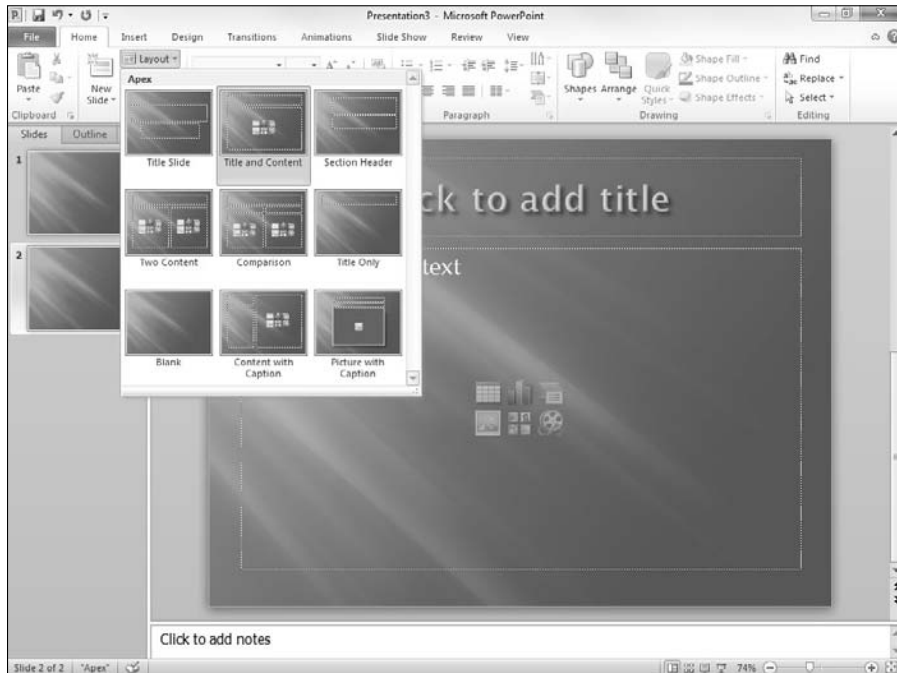 Presentation3 - Microsoft PowerPoint
File Home Insert Design Transitions Animations Slide Show Review View
Layout
Paste
New Slide
Clipboard
Apex
Title Slide
Title and Content
Section Header
Two Content
Comparison
Title Only
Blank
Content with Caption
Picture with Caption
Paragraph
Shapes Arrange Quick Styles
Shape Fill
Shape Outline
Shape Effects
Drawing
Find
Replace
Select
Editing
Slides Outline
1
2
ck to add title
text
Click to add notes
Slide 2 of 2 "Apex" 74%